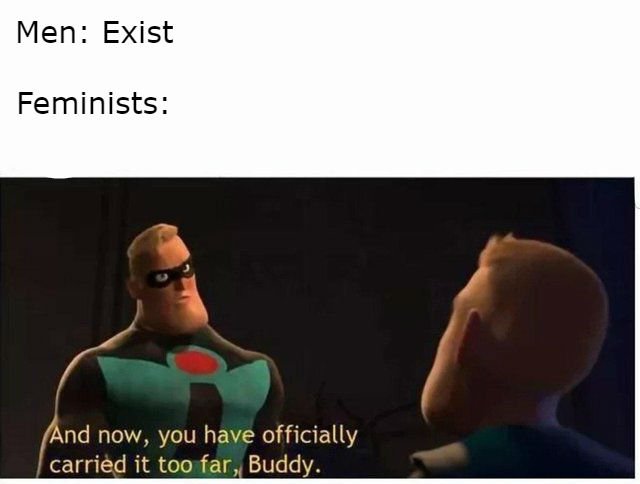 Men: Exist
Feminists:
And now, you have officially
carried it too far, Buddy.